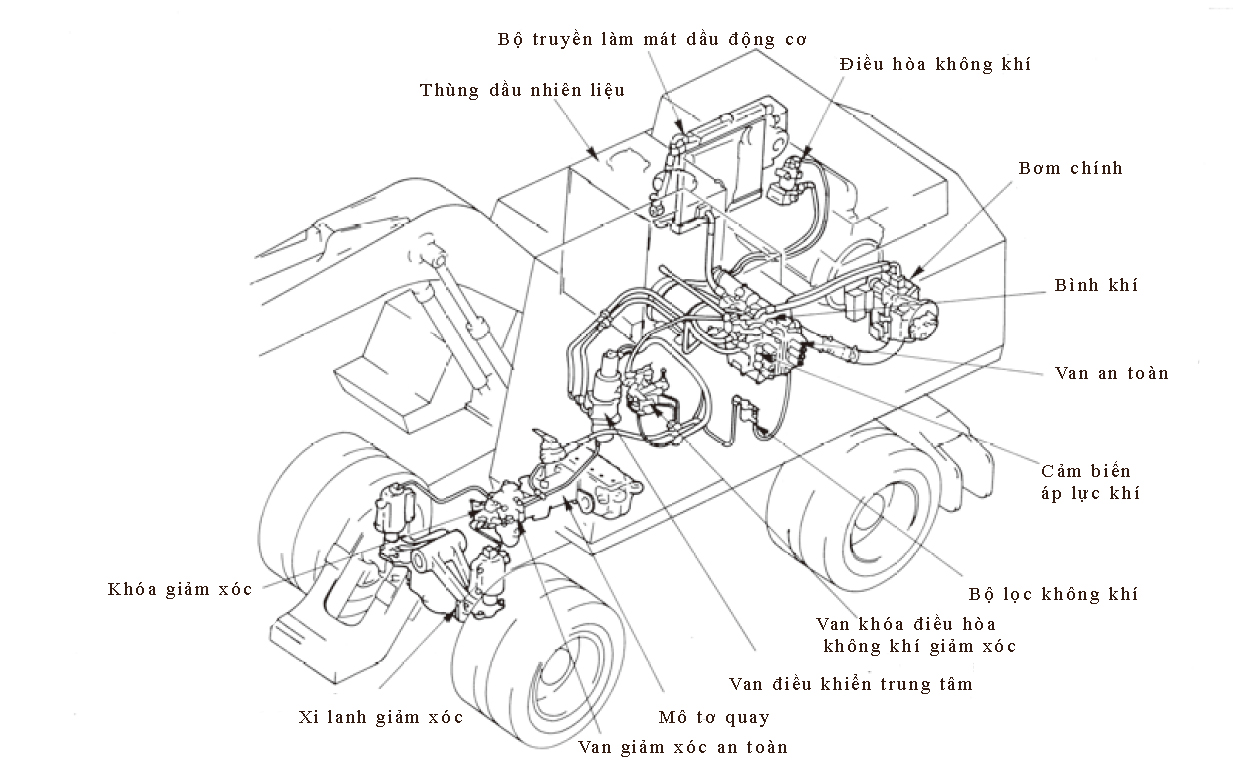 Bộ truyền làm mát dầu động cơ
Điều hòa không khí
Thùng dầu nhiên liệu
Bơm chính
Bình khí
Van an toàn
Cảm biến
áp lực khí
Khóa giảm xóc
Bộ lọc không khí
Van khóa điều hòa
không khí giảm xóc
Van điều khiển trung tâm
Xi lanh giảm xóc
Mô tơ quay
Van giảm xóc an toàn